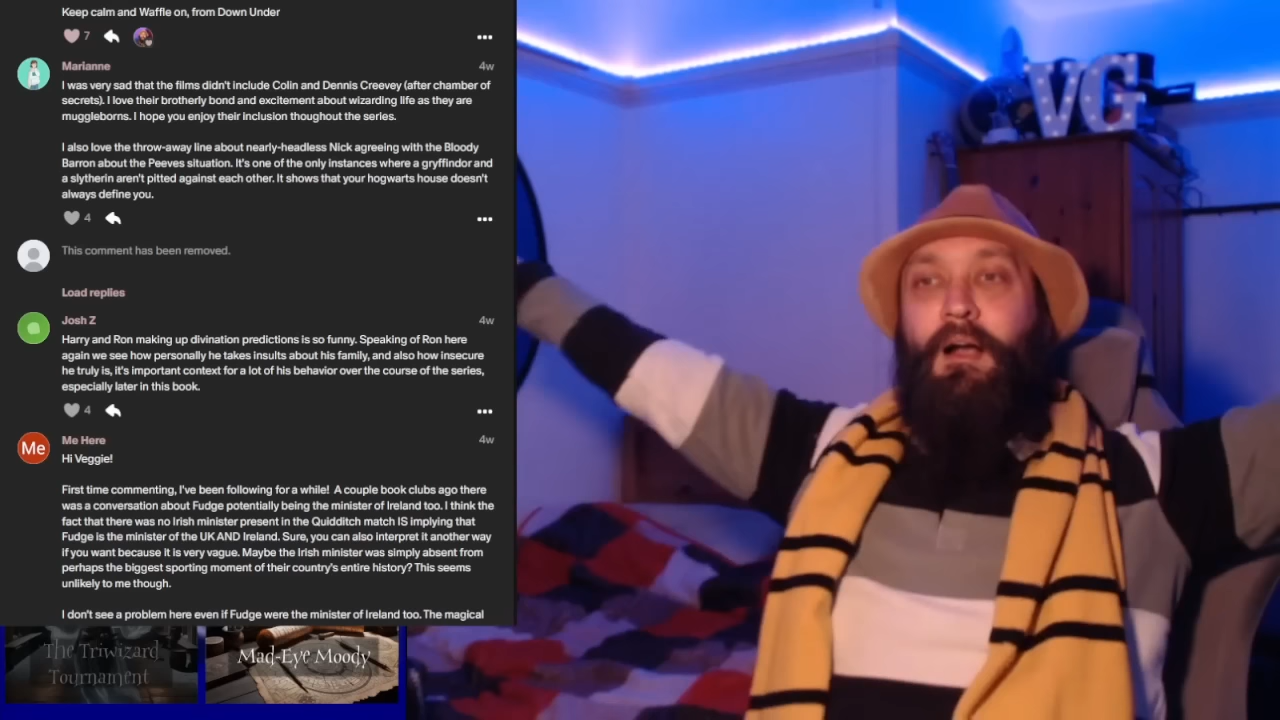 Keep calm and Waffle on, from Down Under
7
Marianne
4w
I was very sad that the films didn't include Colin and Dennis Creevey (after chamber of
secrets). I love their brotherly bond and excitement about wizarding life as they are
muggleborns. I hope you enjoy their inclusion thoughout the series.
I also love the throw-away line about nearly-headless Nick agreeing with the Bloody
Barron about the Peeves situation. It's one of the only instances where a gryffindor and
a slytherin aren't pitted against each other. It shows that your hogwarts house doesn't
always define you.
4
This comment has been removed.
Load replies
Josh Z
4w
Harry and Ron making up divination predictions is so funny. Speaking of Ron here
again we see how personally he takes insults about his family, and also how insecure
he truly is, it's important context for a lot of his behavior over the course of the series,
especially later in this book.
4
Me
Me Here
4w
Hi Veggie!
First time commenting, I've been following for a while! A couple book clubs ago there
was a conversation about Fudge potentially being the minister of Ireland too. I think the
fact that there was no Irish minister present in the Quidditch match IS implying that
Fudge is the minister of the UK AND Ireland. Sure, you can also interpret it another way
if you want because it is very vague. Maybe the Irish minister was simply absent from
perhaps the biggest sporting moment of their country's entire history? This seems
unlikely to me though.
I don't see a problem here even if Fudge were the minister of Ireland too. The magical
The Triwizard
Tournament
Mad-Eye Moody
VG